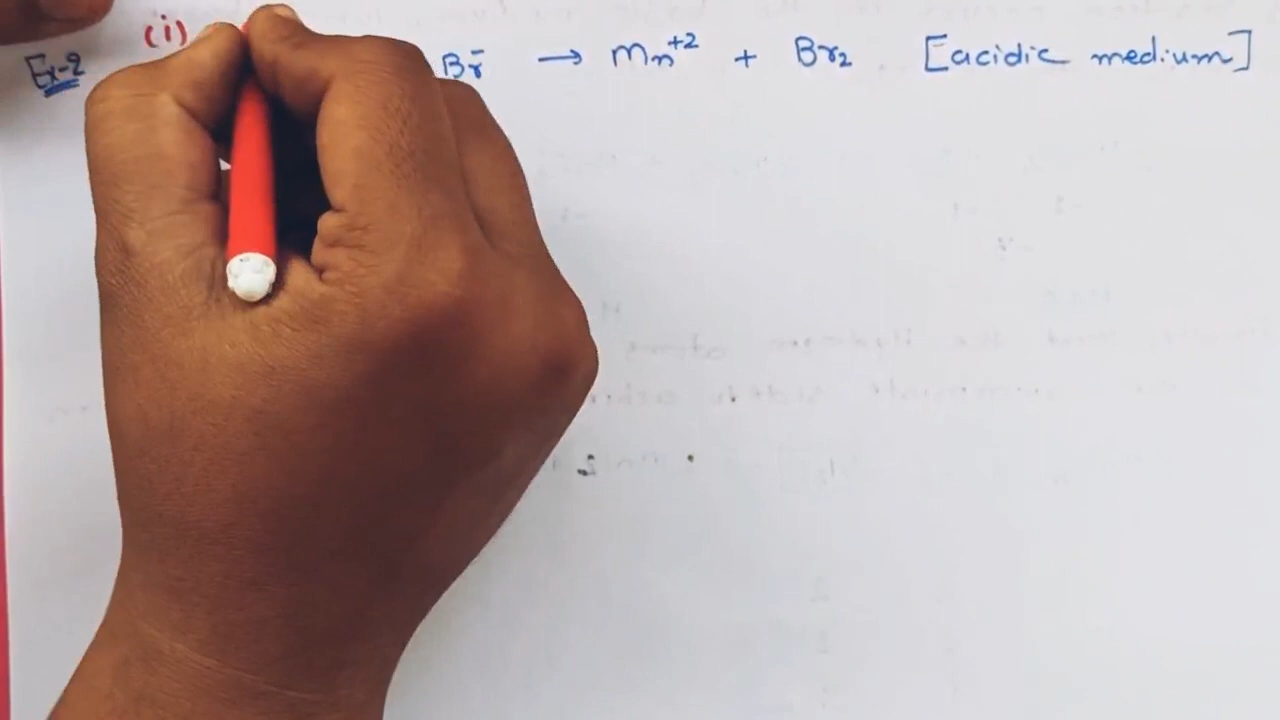 (i)
Ex-2 Br⁻ → Mn⁺² + Br₂ [acidic medium]